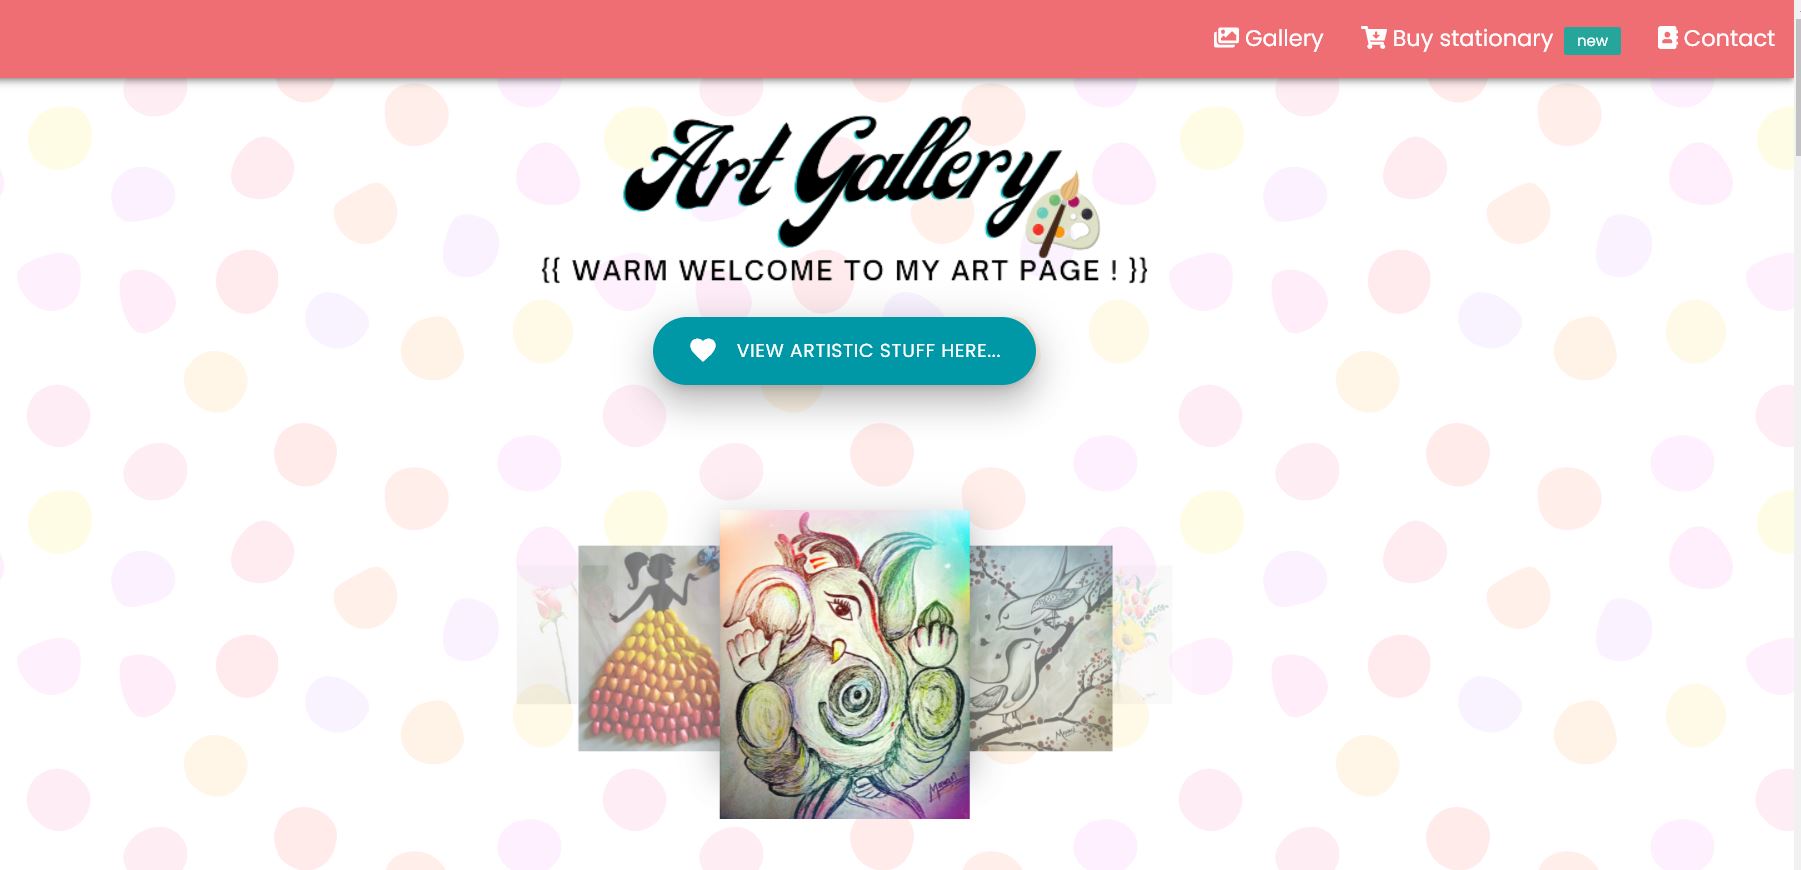 Gallery
Buy stationary new
Contact
Art Gallery
{{ WARM WELCOME TO MY ART PAGE ! }}
VIEW ARTISTIC STUFF HERE...